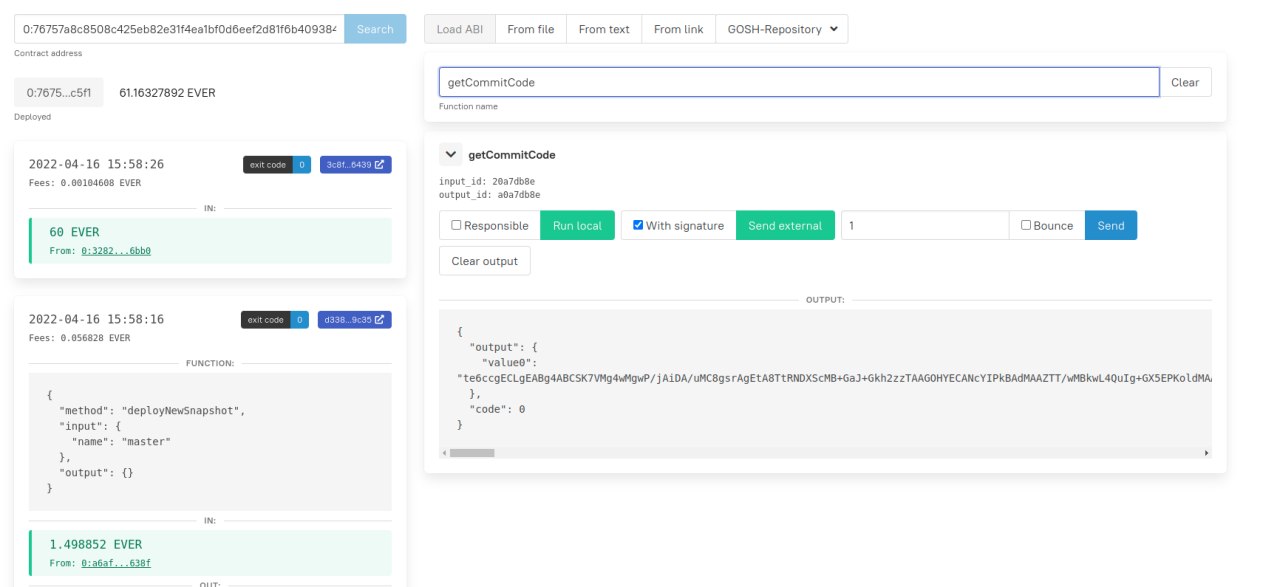 0:76757a8c8508c425eb82e31f4ea1bf0d6eef2d81f6b409384 Search
Contract address
0:7675...c5f1 61.16327892 EVER
Deployed
2022-04-16 15:58:26 exit code 0 3c8f...6439
Fees: 0.00104608 EVER
IN:
60 EVER
From: 0:3282...6bb0
2022-04-16 15:58:16 exit code 0 d338...9c35
Fees: 0.056828 EVER
FUNCTION:
{
"method": "deployNewSnapshot",
"input": {
"name": "master"
},
"output": {}
}
IN:
1.498852 EVER
From: 0:a6af...638f
OUT:
Load ABI From file From text From link GOSH-Repository
getCommitCode Clear
Function name
getCommitCode
input_id: 20a7db8e
output_id: a0a7db8e
Responsible Run local With signature Send external 1 Bounce Send
Clear output
OUTPUT:
{
"output": {
"value0":
"te6ccgECLgEABg4ABCSK7VMg4wMgwP/jAiDA/uMC8gsrAgEtA8TtRNDXScMB+GaJ+Gkh2zzTAAGOHYECANcYIPkBAdMAAZTT/wMBkwL4QuIg+GX5EPKoldMA
},
"code": 0
}